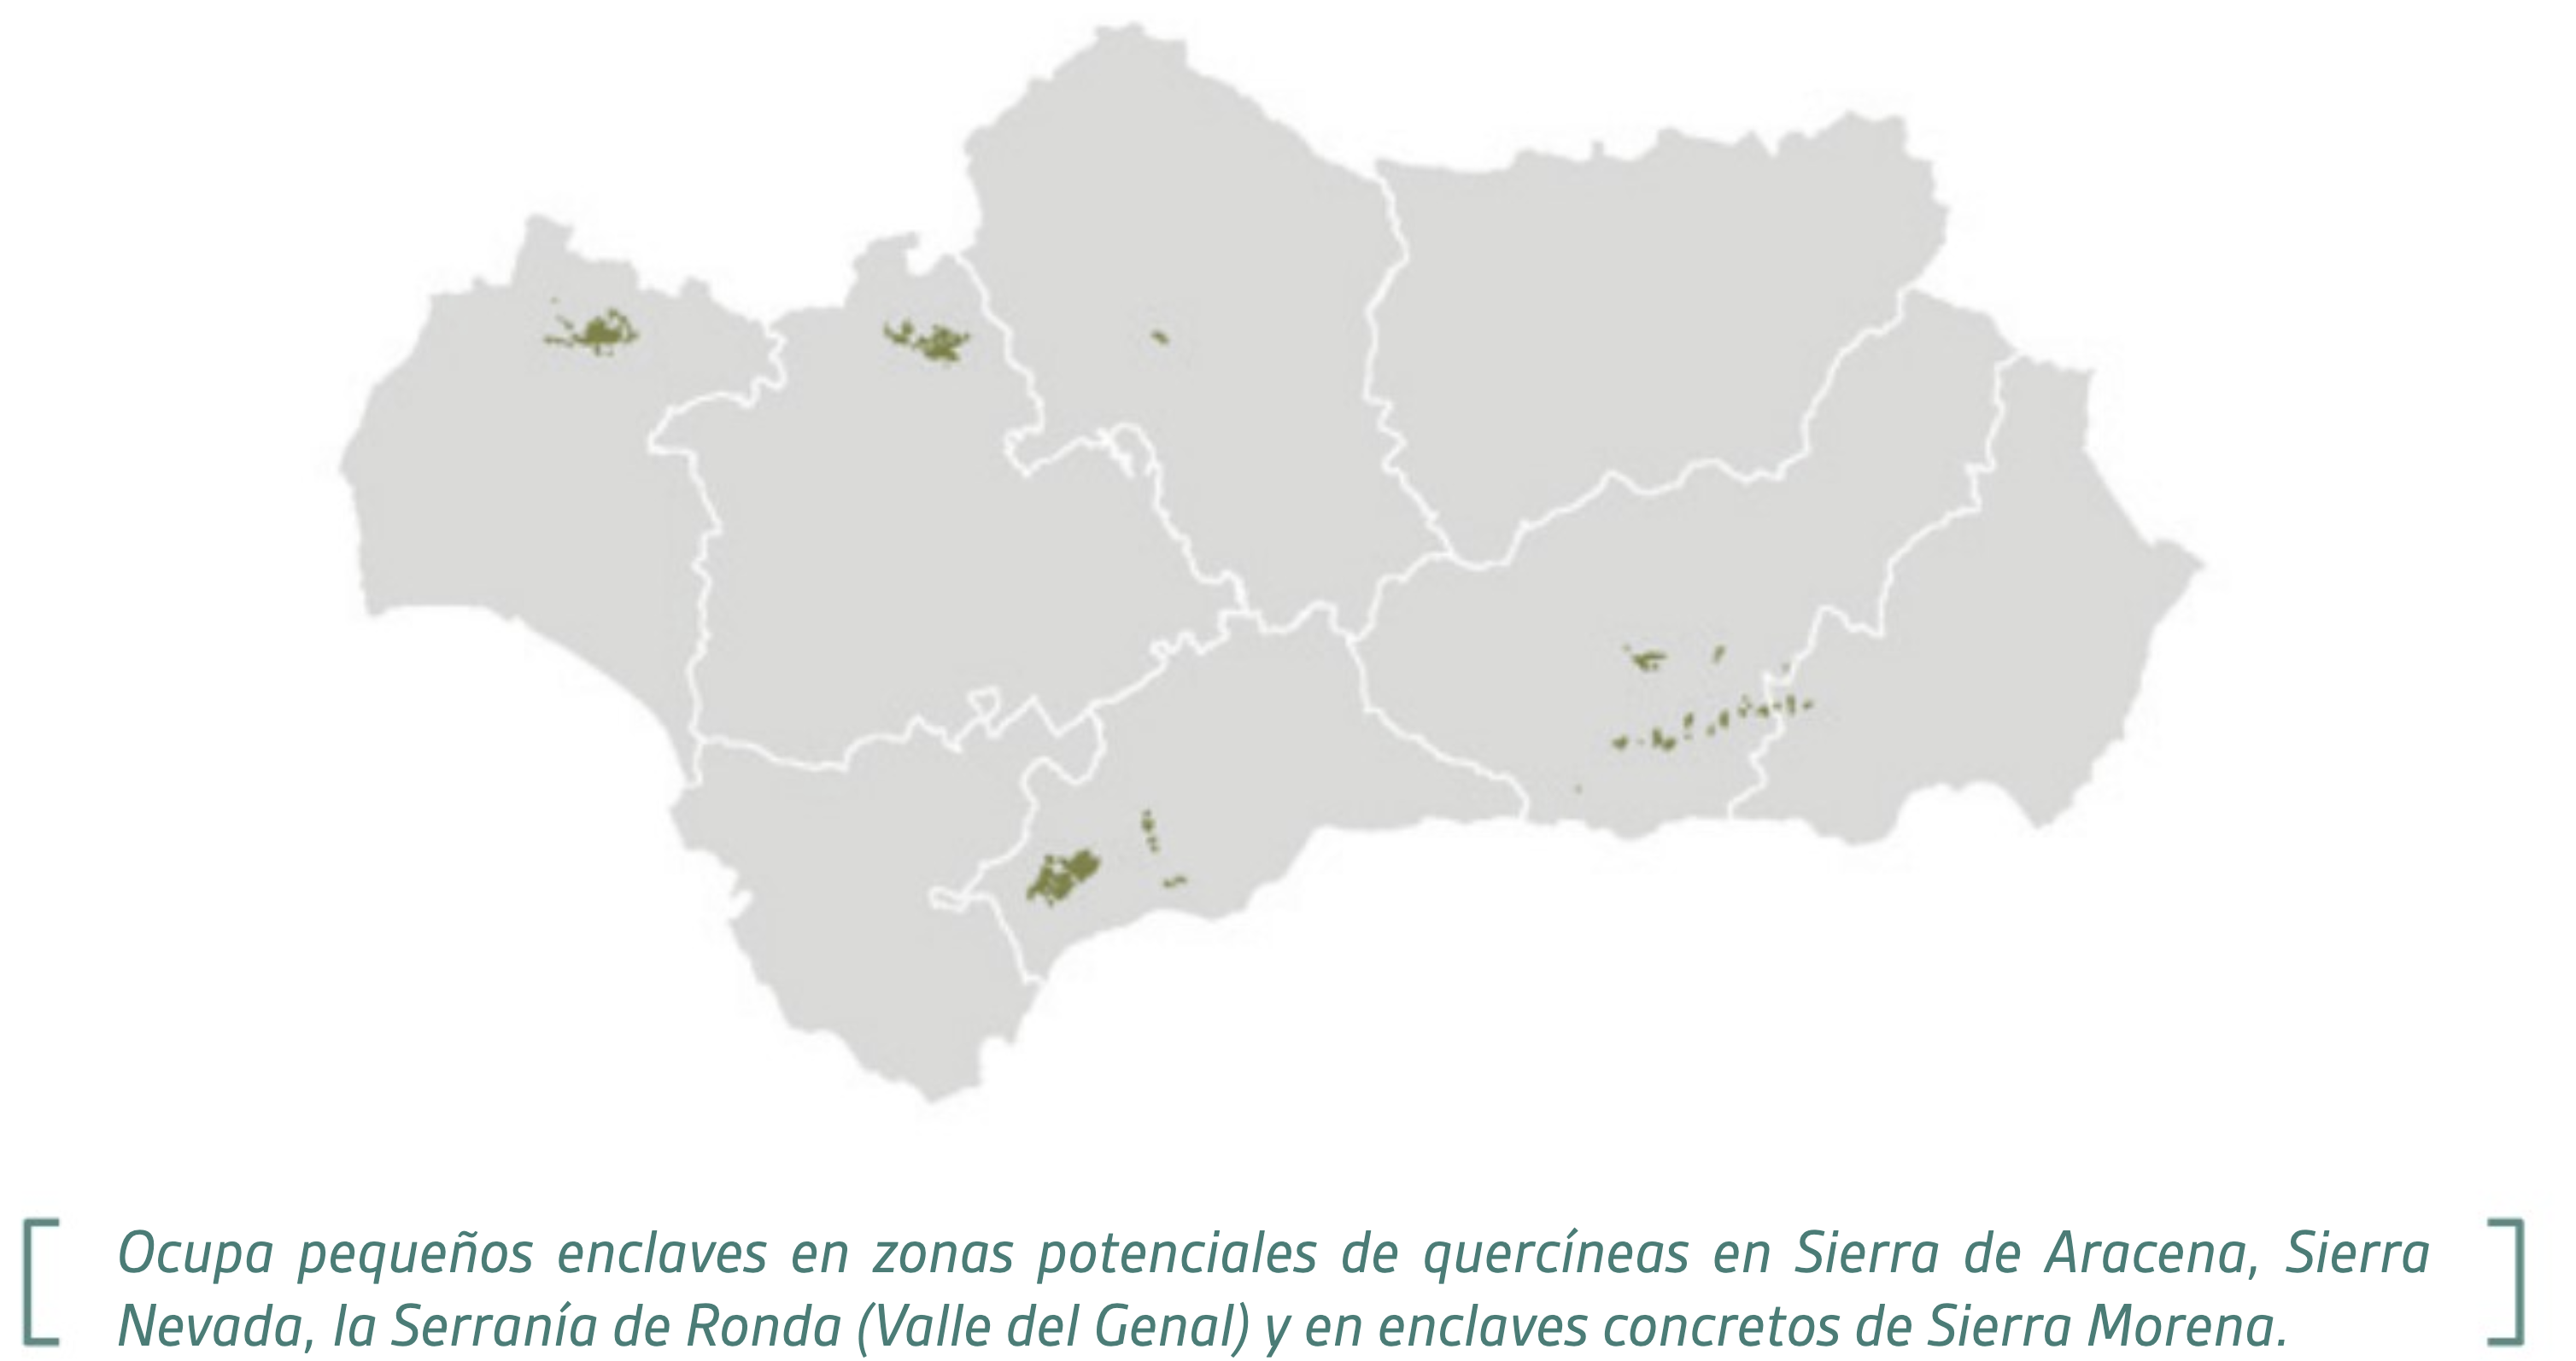 Ocupa pequeños enclaves en zonas potenciales de quercíneas en Sierra de Aracena, Sierra
Nevada, la Serranía de Ronda (Valle del Genal) y en enclaves concretos de Sierra Morena.